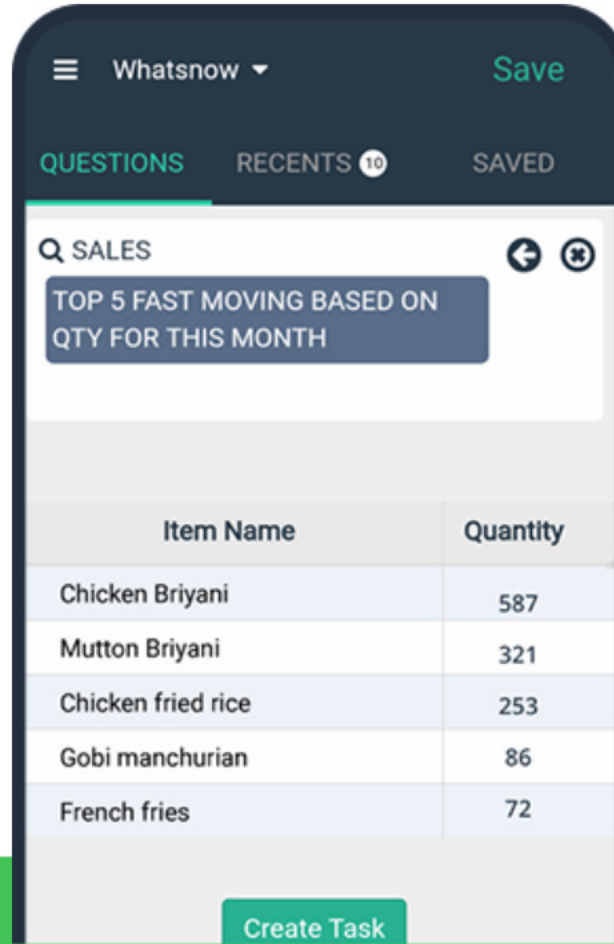 Whatsnow
Save
QUESTIONS RECENTS 10 SAVED
SALES
TOP 5 FAST MOVING BASED ON
QTY FOR THIS MONTH
Item Name Quantity
Chicken Briyani 587
Mutton Briyani 321
Chicken fried rice 253
Gobi manchurian 86
French fries 72
Create Task